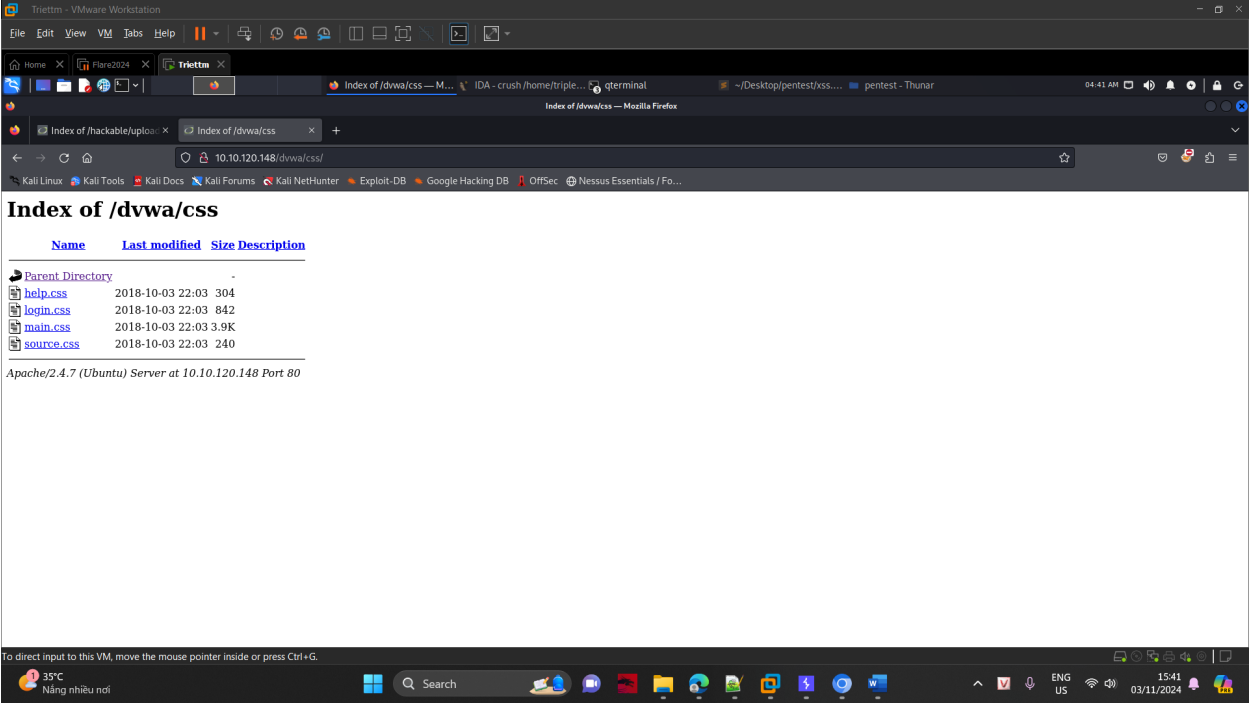 Triettm - VMware Workstation
File Edit View VM Tabs Help
Home Flare2024 Triettm
Index of /dvwa/css — M... IDA - crush /home/triple... qterminal ~/Desktop/pentest/xss.... pentest - Thunar 04:41 AM
Index of /dvwa/css — Mozilla Firefox
Index of /hackable/upload Index of /dvwa/css
10.10.120.148/dvwa/css/
Kali Linux Kali Tools Kali Docs Kali Forums Kali NetHunter Exploit-DB Google Hacking DB OffSec Nessus Essentials / Fo...
Index of /dvwa/css
Name Last modified Size Description
Parent Directory -
help.css 2018-10-03 22:03 304
login.css 2018-10-03 22:03 842
main.css 2018-10-03 22:03 3.9K
source.css 2018-10-03 22:03 240
Apache/2.4.7 (Ubuntu) Server at 10.10.120.148 Port 80
To direct input to this VM, move the mouse pointer inside or press Ctrl+G.
1 35°C
Nắng nhiều nơi
Search
V
ENG
US
15:41
03/11/2024
PRE